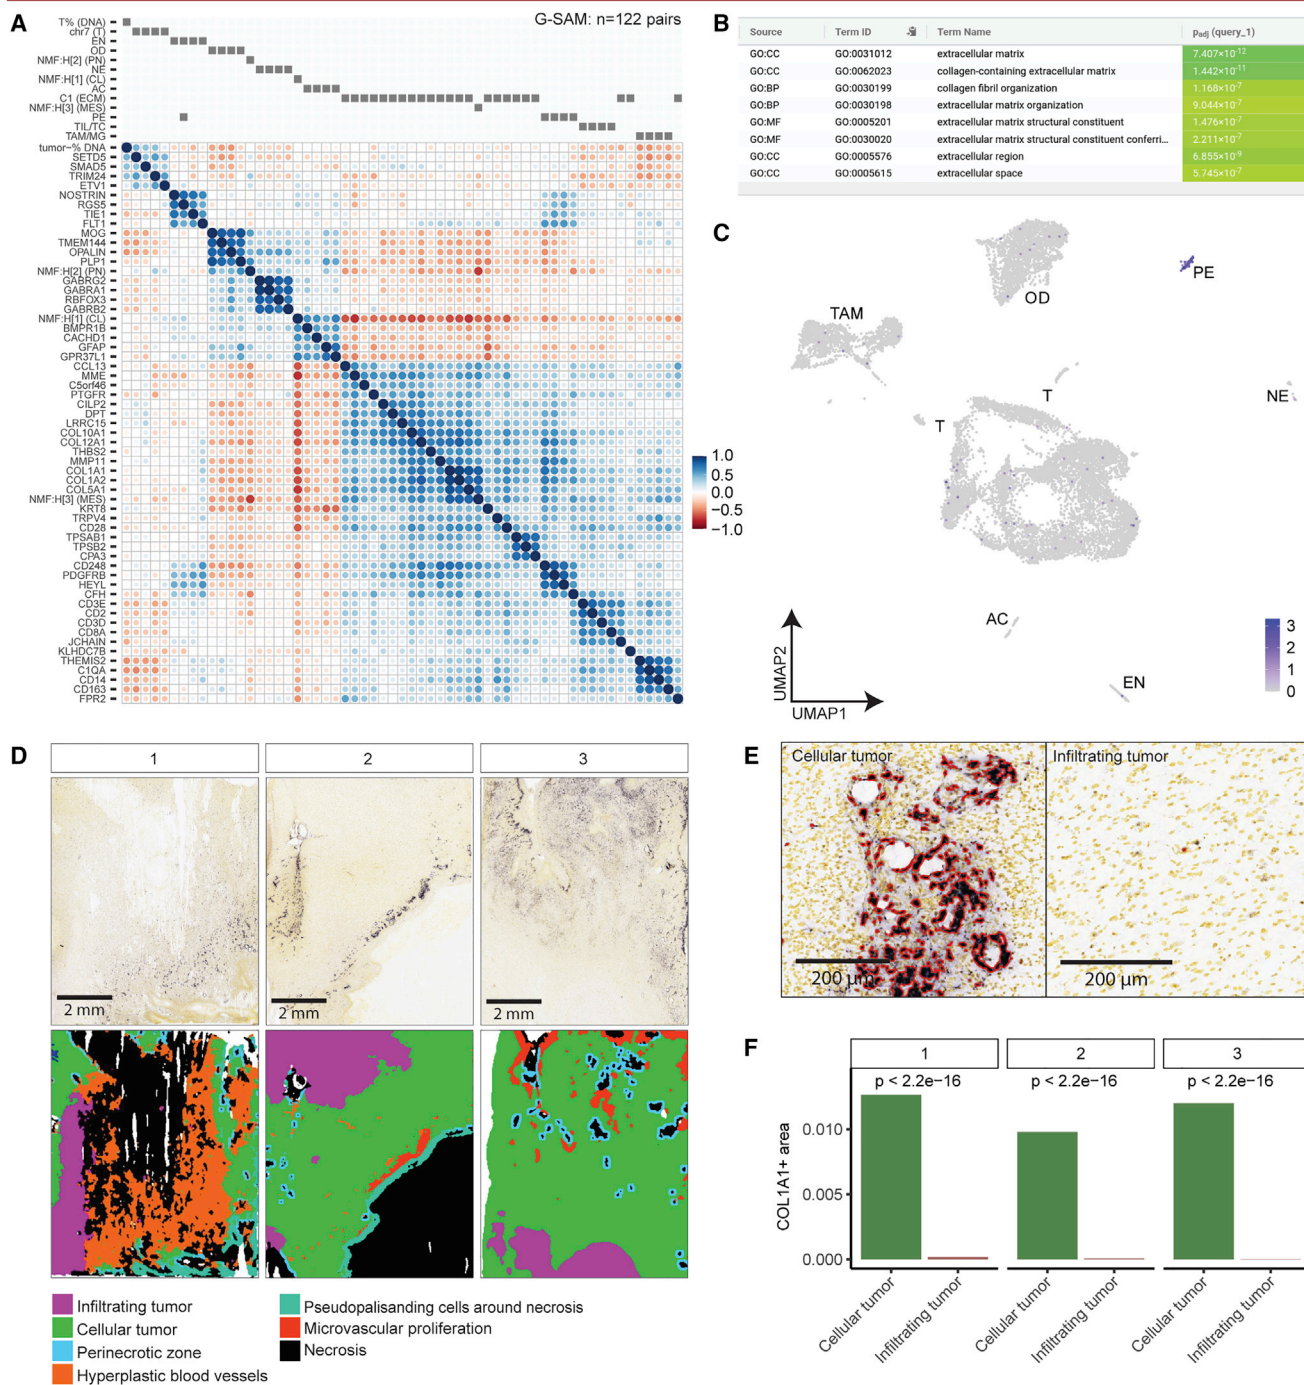 A
G-SAM: n=122 pairs
T% (DNA)
chr7 (T)
EN
OD
NMF:H[2] (PN)
NE
NMF:H[1] (CL)
AC
C1 (ECM)
NMF:H[3] (MES)
PE
TIL/TC
TAM/MG
tumor-% DNA
SETD5
SMAD5
TRIM24
ETV1
NOSTRIN
RGS5
TIE1
FLT1
MOG
TMEM144
OPALIN
PLP1
NMF:H[2] (PN)
GABRG2
GABRA1
RBFOX3
GABRB2
NMF:H[1] (CL)
BMPR1B
CACHD1
GFAP
GPR37L1
CCL13
MME
C5orf46
PTGFR
CILP2
DPT
LRRC15
COL10A1
COL12A1
THBS2
MMP11
COL1A1
COL1A2
COL5A1
NMF:H[3] (MES)
KRT8
TRPV4
CD28
TPSAB1
TPSB2
CPA3
CD248
PDGFRB
HEYL
CFH
CD3E
CD2
CD3D
CD8A
JCHAIN
KLHDC7B
THEMIS2
C1QA
CD14
CD163
FPR2
1.0
0.5
0.0
−0.5
−1.0
B
Source Term ID Term Name padj (query_1)
GO:CC GO:0031012 extracellular matrix 7.407×10-12
GO:CC GO:0062023 collagen-containing extracellular matrix 1.442×10-11
GO:BP GO:0030199 collagen fibril organization 1.168×10-7
GO:BP GO:0030198 extracellular matrix organization 9.044×10-7
GO:MF GO:0005201 extracellular matrix structural constituent 1.476×10-7
GO:MF GO:0030020 extracellular matrix structural constituent conferri... 2.211×10-7
GO:CC GO:0005576 extracellular region 6.855×10-9
GO:CC GO:0005615 extracellular space 5.745×10-7
C
OD
PE
TAM
T
NE
T
AC
EN
UMAP2
UMAP1
3
2
1
0
D
1 2 3
2 mm 2 mm 2 mm
Infiltrating tumor
Cellular tumor
Perinecrotic zone
Hyperplastic blood vessels
Pseudopalisanding cells around necrosis
Microvascular proliferation
Necrosis
E
Cellular tumor Infiltrating tumor
200 µm 200 µm
F
1 2 3
p < 2.2e−16 p < 2.2e−16 p < 2.2e−16
COL1A1+ area
0.010
0.005
0.000
Cellular tumor Infiltrating tumor Cellular tumor Infiltrating tumor Cellular tumor Infiltrating tumor